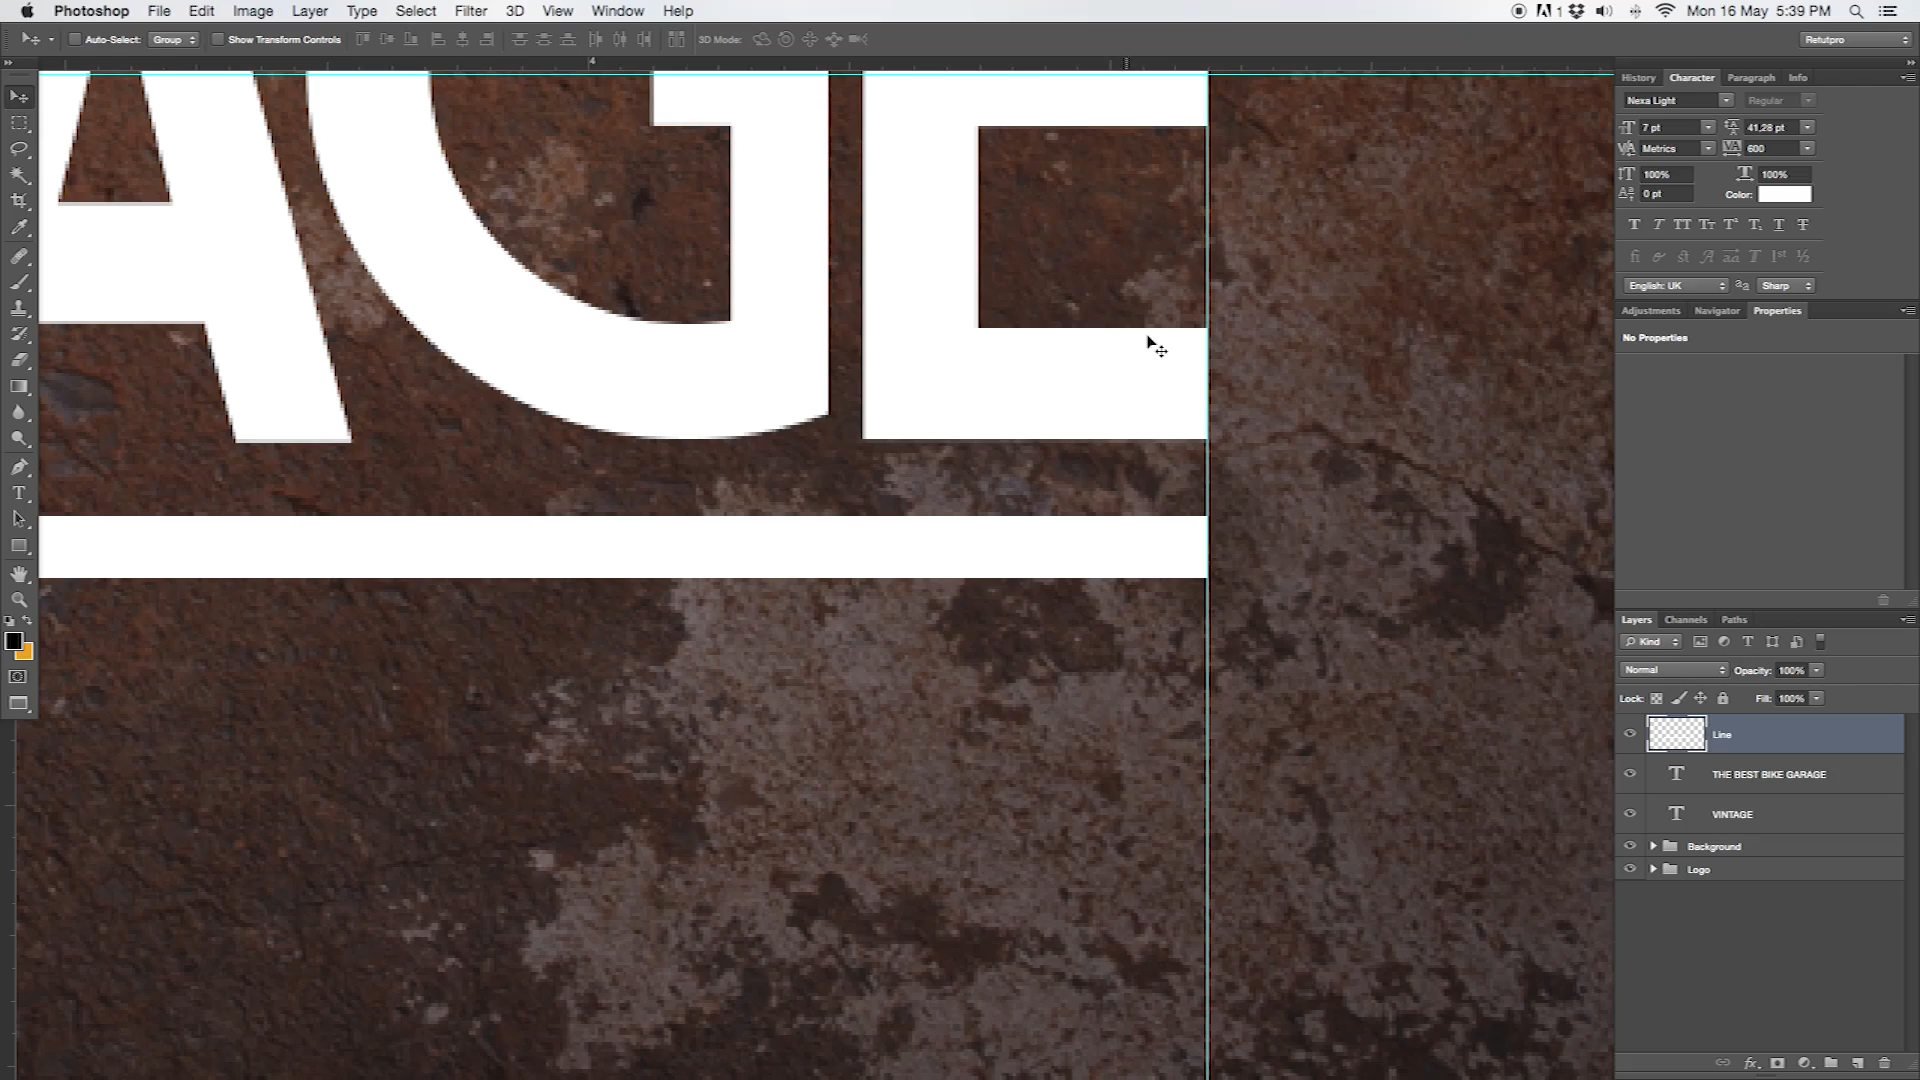 Photoshop File Edit Image Layer Type Select Filter 3D View Window Help
1 Mon 16 May 5:39 PM
Auto-Select: Group Show Transform Controls 3D Mode: Retutpro
4
History Character Paragraph Info
Nexa Light Regular
7 pt 41,28 pt
Metrics 600
100% 100%
0 pt Color:
English: UK Sharp
Adjustments Navigator Properties
No Properties
AGE
Layers Channels Paths
Kind
Normal Opacity: 100%
Lock: Fill: 100%
Line
THE BEST BIKE GARAGE
VINTAGE
Background
Logo